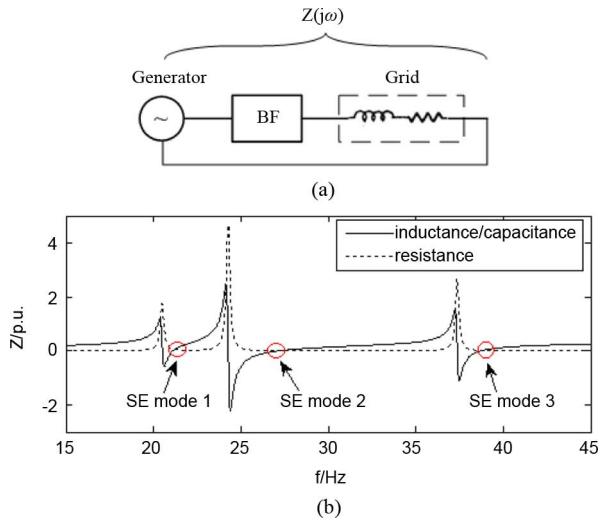 Z(jω)
Generator
Grid
~
BF
(a)
Z/p.u.
4
2
0
-2
inductance/capacitance
resistance
SE mode 1
SE mode 2
SE mode 3
15
20
25
30
35
40
45
f/Hz
(b)